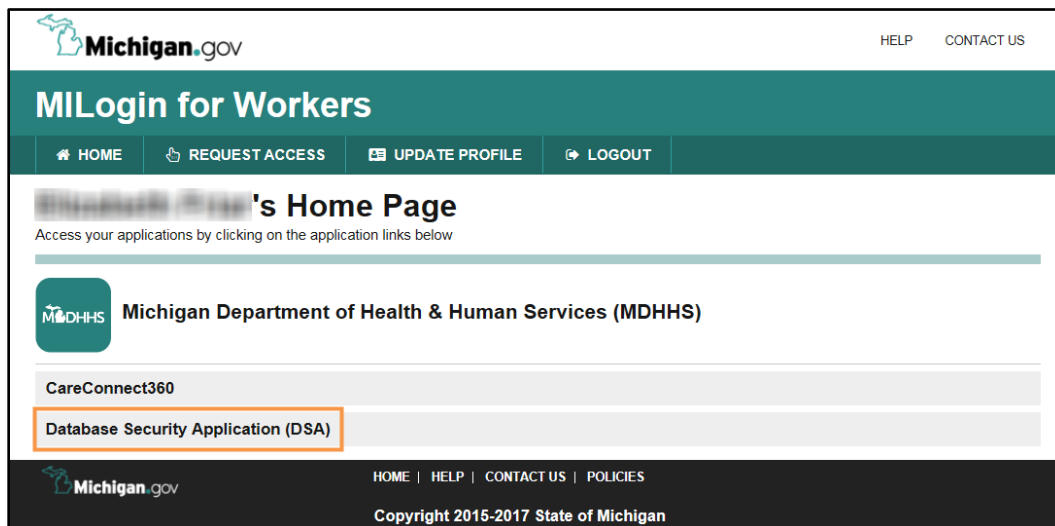 Michigan.gov
HELP CONTACT US
MILogin for Workers
HOME REQUEST ACCESS UPDATE PROFILE LOGOUT
's Home Page
Access your applications by clicking on the application links below
MDHHS
Michigan Department of Health & Human Services (MDHHS)
CareConnect360
Database Security Application (DSA)
Michigan.gov
HOME | HELP | CONTACT US | POLICIES
Copyright 2015-2017 State of Michigan